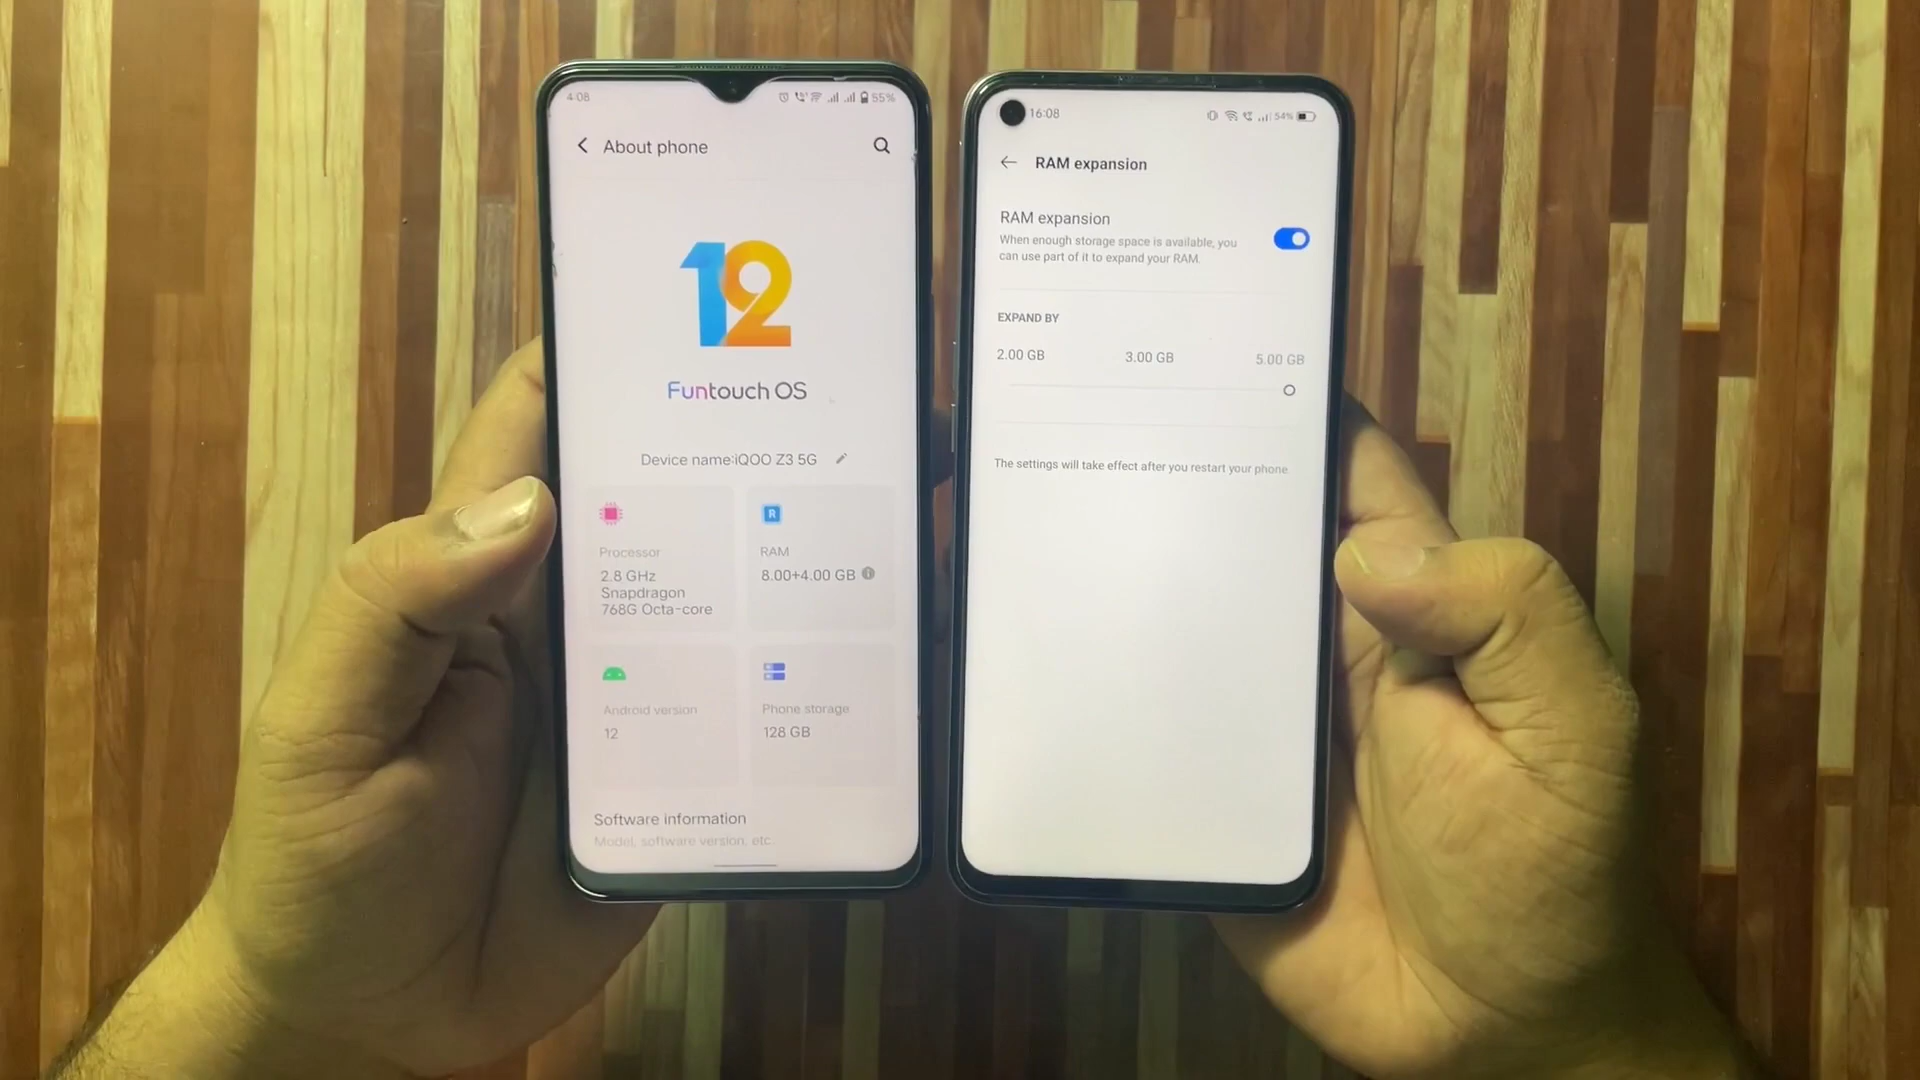 4:08
55%
About phone
12
Funtouch OS
Device name:iQOO Z3 5G
Processor
2.8 GHz
Snapdragon
768G Octa-core
R
RAM
8.00+4.00 GB
Android version
12
Phone storage
128 GB
Software information
Model, software version, etc.
16:08
54%
RAM expansion
RAM expansion
When enough storage space is available, you
can use part of it to expand your RAM.
EXPAND BY
2.00 GB
3.00 GB
5.00 GB
The settings will take effect after you restart your phone.